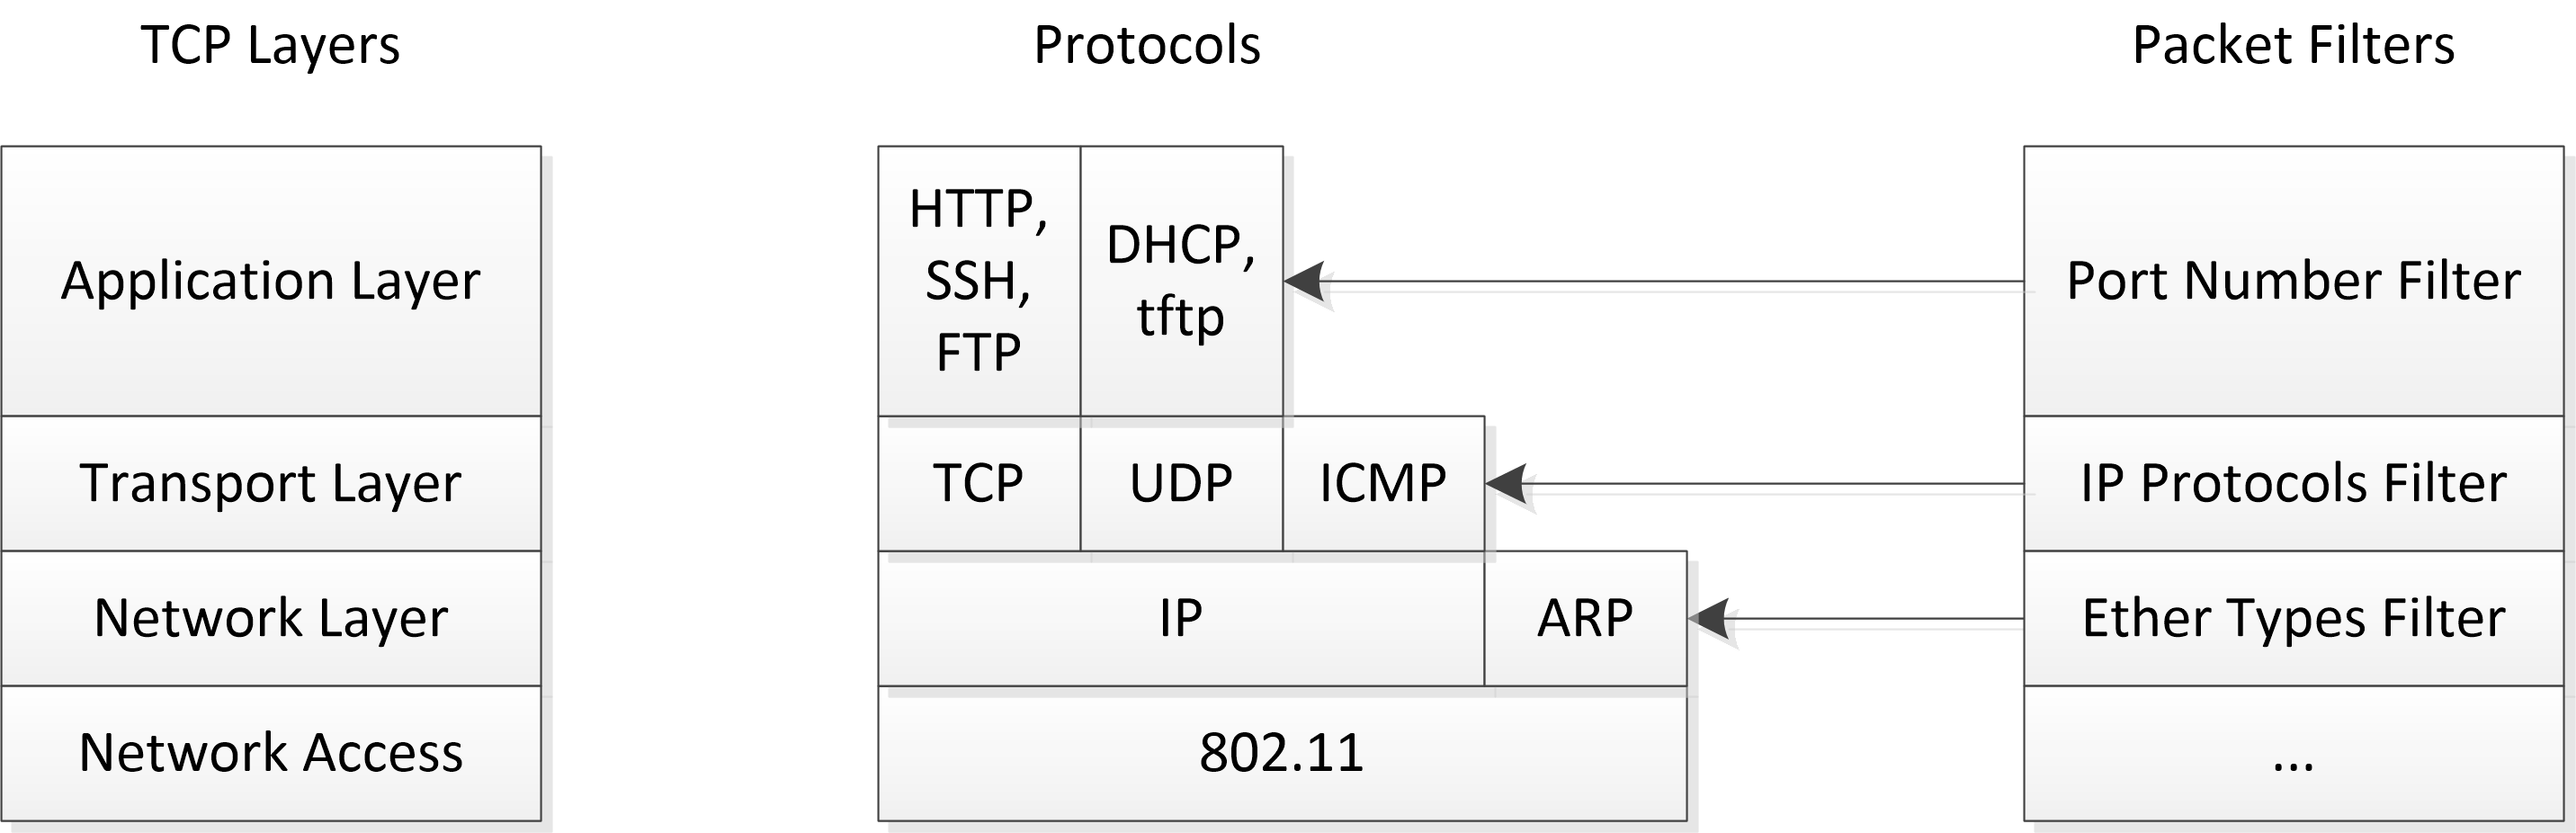 TCP Layers
Protocols
Packet Filters
Application Layer
HTTP,
SSH,
FTP
DHCP,
tftp
Port Number Filter
Transport Layer
TCP
UDP
ICMP
IP Protocols Filter
Network Layer
IP
ARP
Ether Types Filter
Network Access
802.11
...